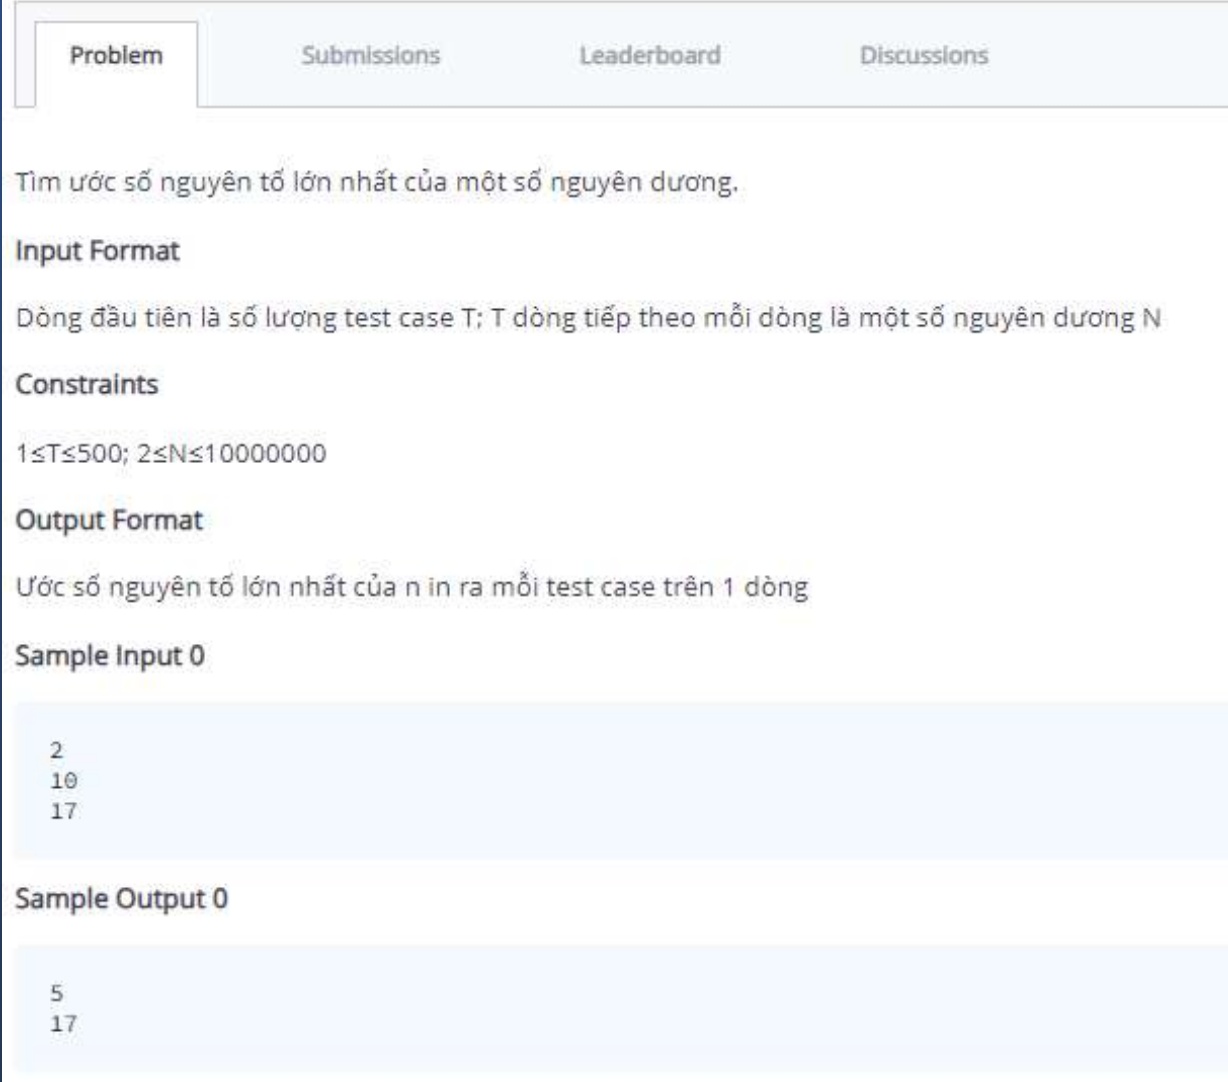 Problem Submissions Leaderboard Discussions
Tìm ước số nguyên tố lớn nhất của một số nguyên dương.
Input Format
Dòng đầu tiên là số lượng test case T; T dòng tiếp theo mỗi dòng là một số nguyên dương N
Constraints
1≤T≤500; 2≤N≤10000000
Output Format
Ước số nguyên tố lớn nhất của n in ra mỗi test case trên 1 dòng
Sample Input 0
2
10
17
Sample Output 0
5
17